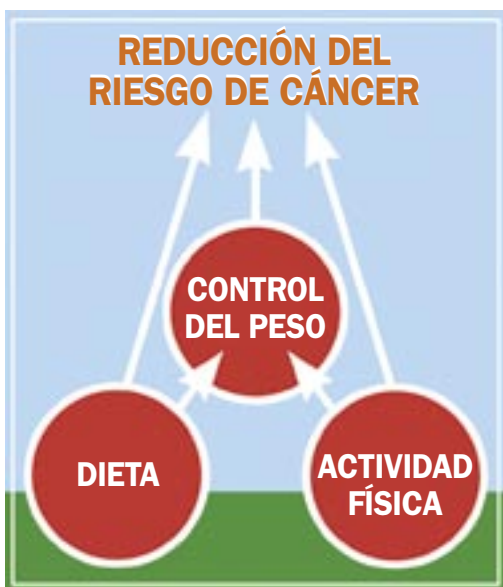 REDUCCIÓN DEL
RIESGO DE CÁNCER
CONTROL
DEL PESO
DIETA
ACTIVIDAD
FÍSICA